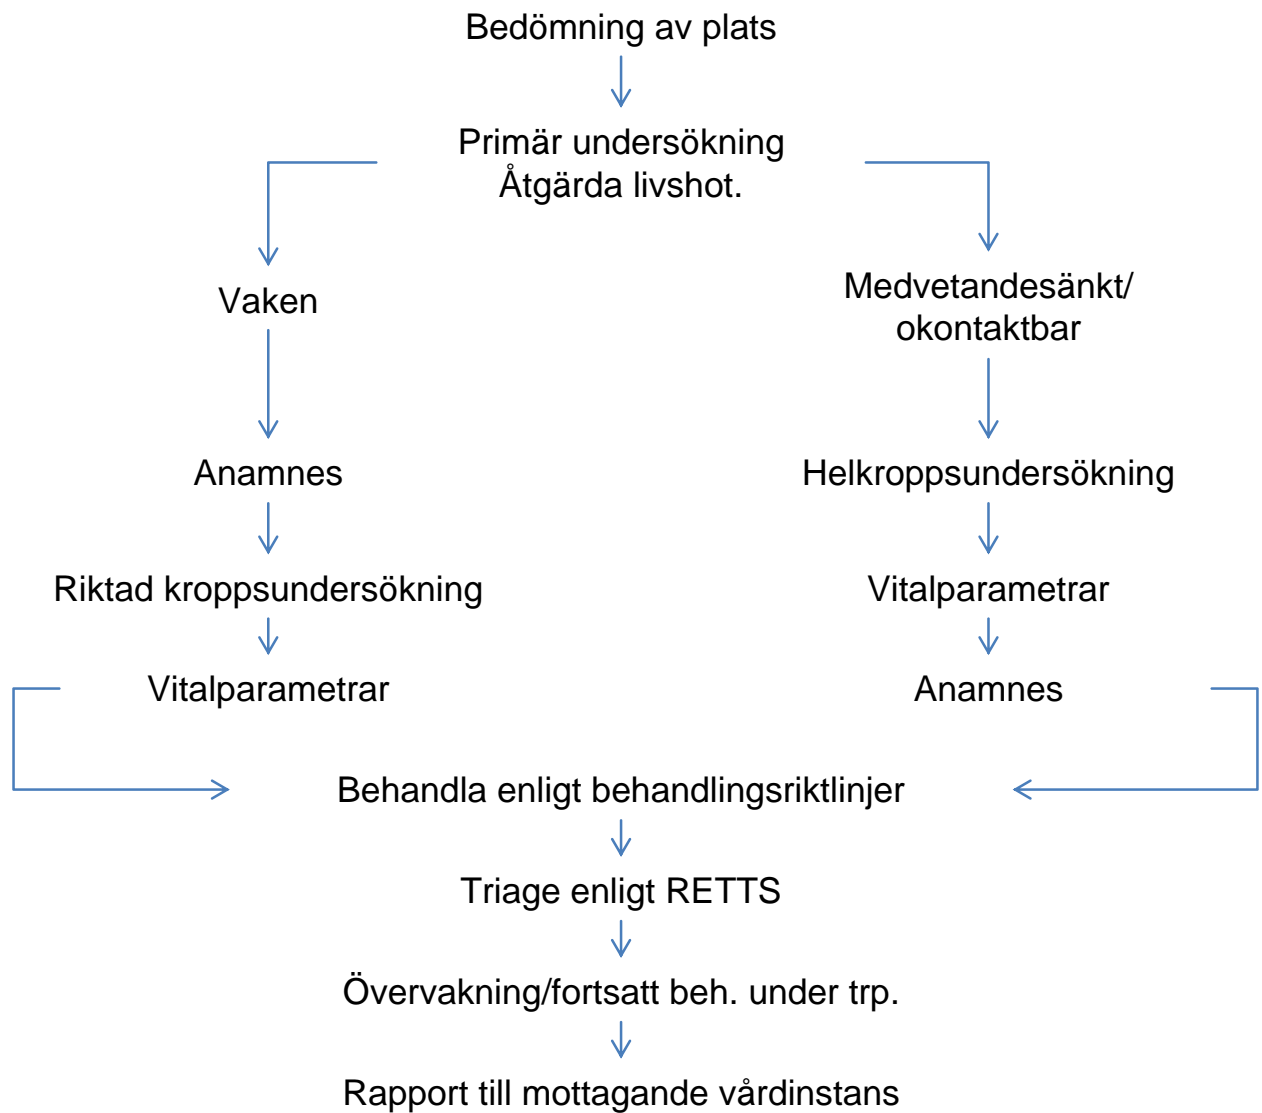 Bedömning av plats
Primär undersökning
Åtgärda livshot.
Vaken
Medvetandesänkt/
okontaktbar
Anamnes
Helkroppsundersökning
Riktad kroppsundersökning
Vitalparametrar
Vitalparametrar
Anamnes
Behandla enligt behandlingsriktlinjer
Triage enligt RETTS
Övervakning/fortsatt beh. under trp.
Rapport till mottagande vårdinstans